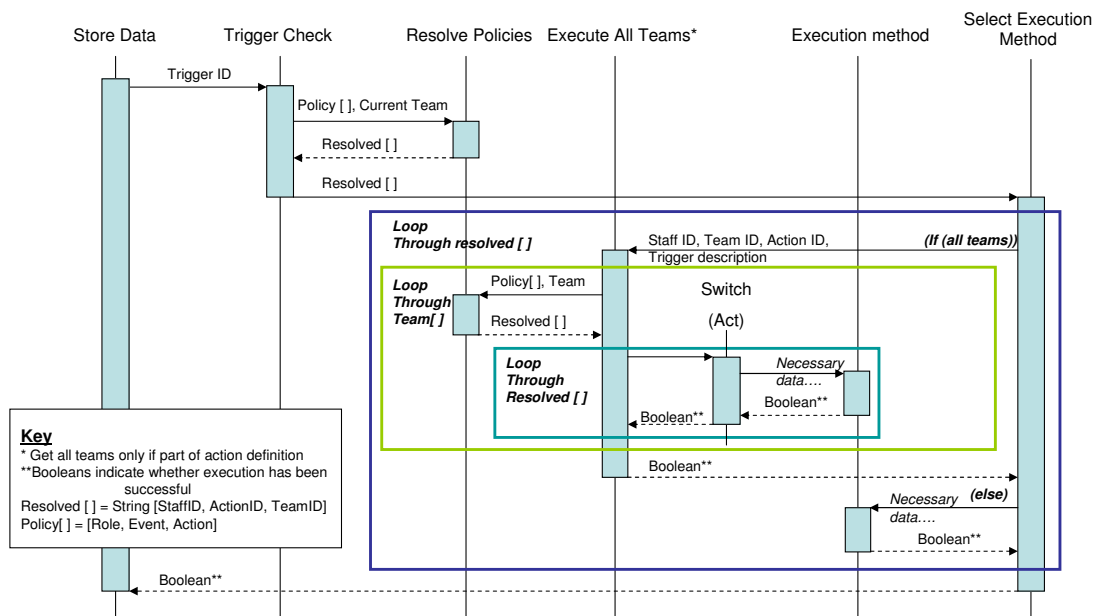 Store Data
Trigger Check
Resolve Policies
Execute All Teams*
Execution method
Select Execution
Method
Trigger ID
Policy [ ], Current Team
Resolved [ ]
Resolved [ ]
Loop
Through resolved [ ]
Staff ID, Team ID, Action ID,
Trigger description
(If (all teams))
Loop
Through
Team[ ]
Policy[ ], Team
Resolved [ ]
Switch
(Act)
Loop
Through
Resolved [ ]
Necessary
data....
Boolean**
Boolean**
Boolean**
Necessary
data....
(else)
Boolean**
Key
* Get all teams only if part of action definition
**Booleans indicate whether execution has been
successful
Resolved [ ] = String [StaffID, ActionID, TeamID]
Policy[ ] = [Role, Event, Action]
Boolean**